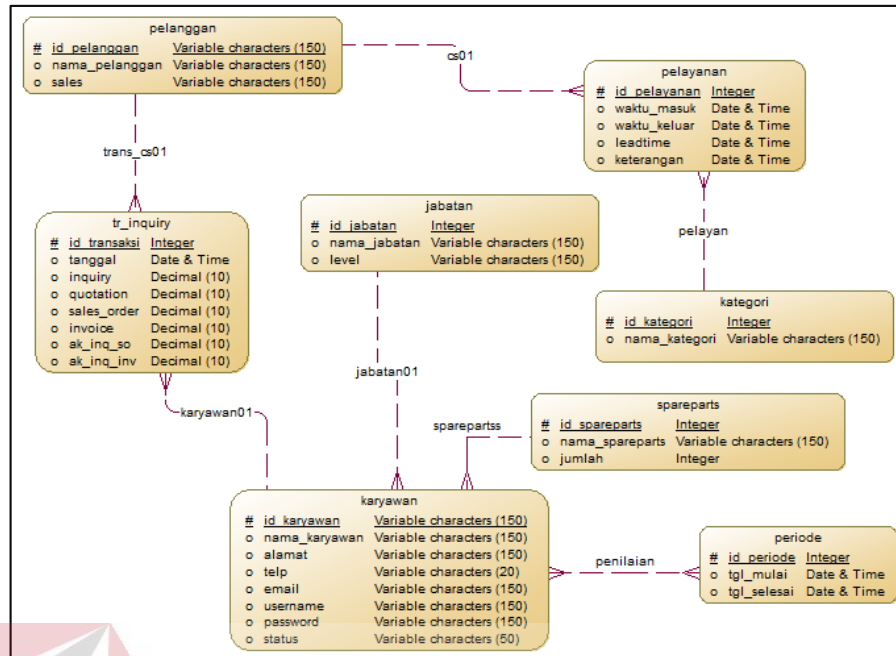 pelanggan
# id_pelanggan Variable characters (150)
o nama_pelanggan Variable characters (150)
o sales Variable characters (150)
cs01
pelayanan
# id_pelayanan Integer
o waktu_masuk Date & Time
o waktu_keluar Date & Time
o leadtime Date & Time
o keterangan Date & Time
trans_cs01
jabatan
# id_jabatan Integer
o nama_jabatan Variable characters (150)
o level Variable characters (150)
pelayan
tr_inquiry
# id_transaksi Integer
o tanggal Date & Time
o inquiry Decimal (10)
o quotation Decimal (10)
o sales_order Decimal (10)
o invoice Decimal (10)
o ak_inq_so Decimal (10)
o ak_inq_inv Decimal (10)
kategori
# id_kategori Integer
o nama_kategori Variable characters (150)
jabatan01
karyawan01
sparepartss
spareparts
# id_spareparts Integer
o nama_spareparts Variable characters (150)
o jumlah Integer
karyawan
# id_karyawan Variable characters (150)
o nama_karyawan Variable characters (150)
o alamat Variable characters (150)
o telp Variable characters (20)
o email Variable characters (150)
o username Variable characters (150)
o password Variable characters (150)
o status Variable characters (50)
penilaian
periode
# id_periode Integer
o tgl_mulai Date & Time
o tgl_selesai Date & Time